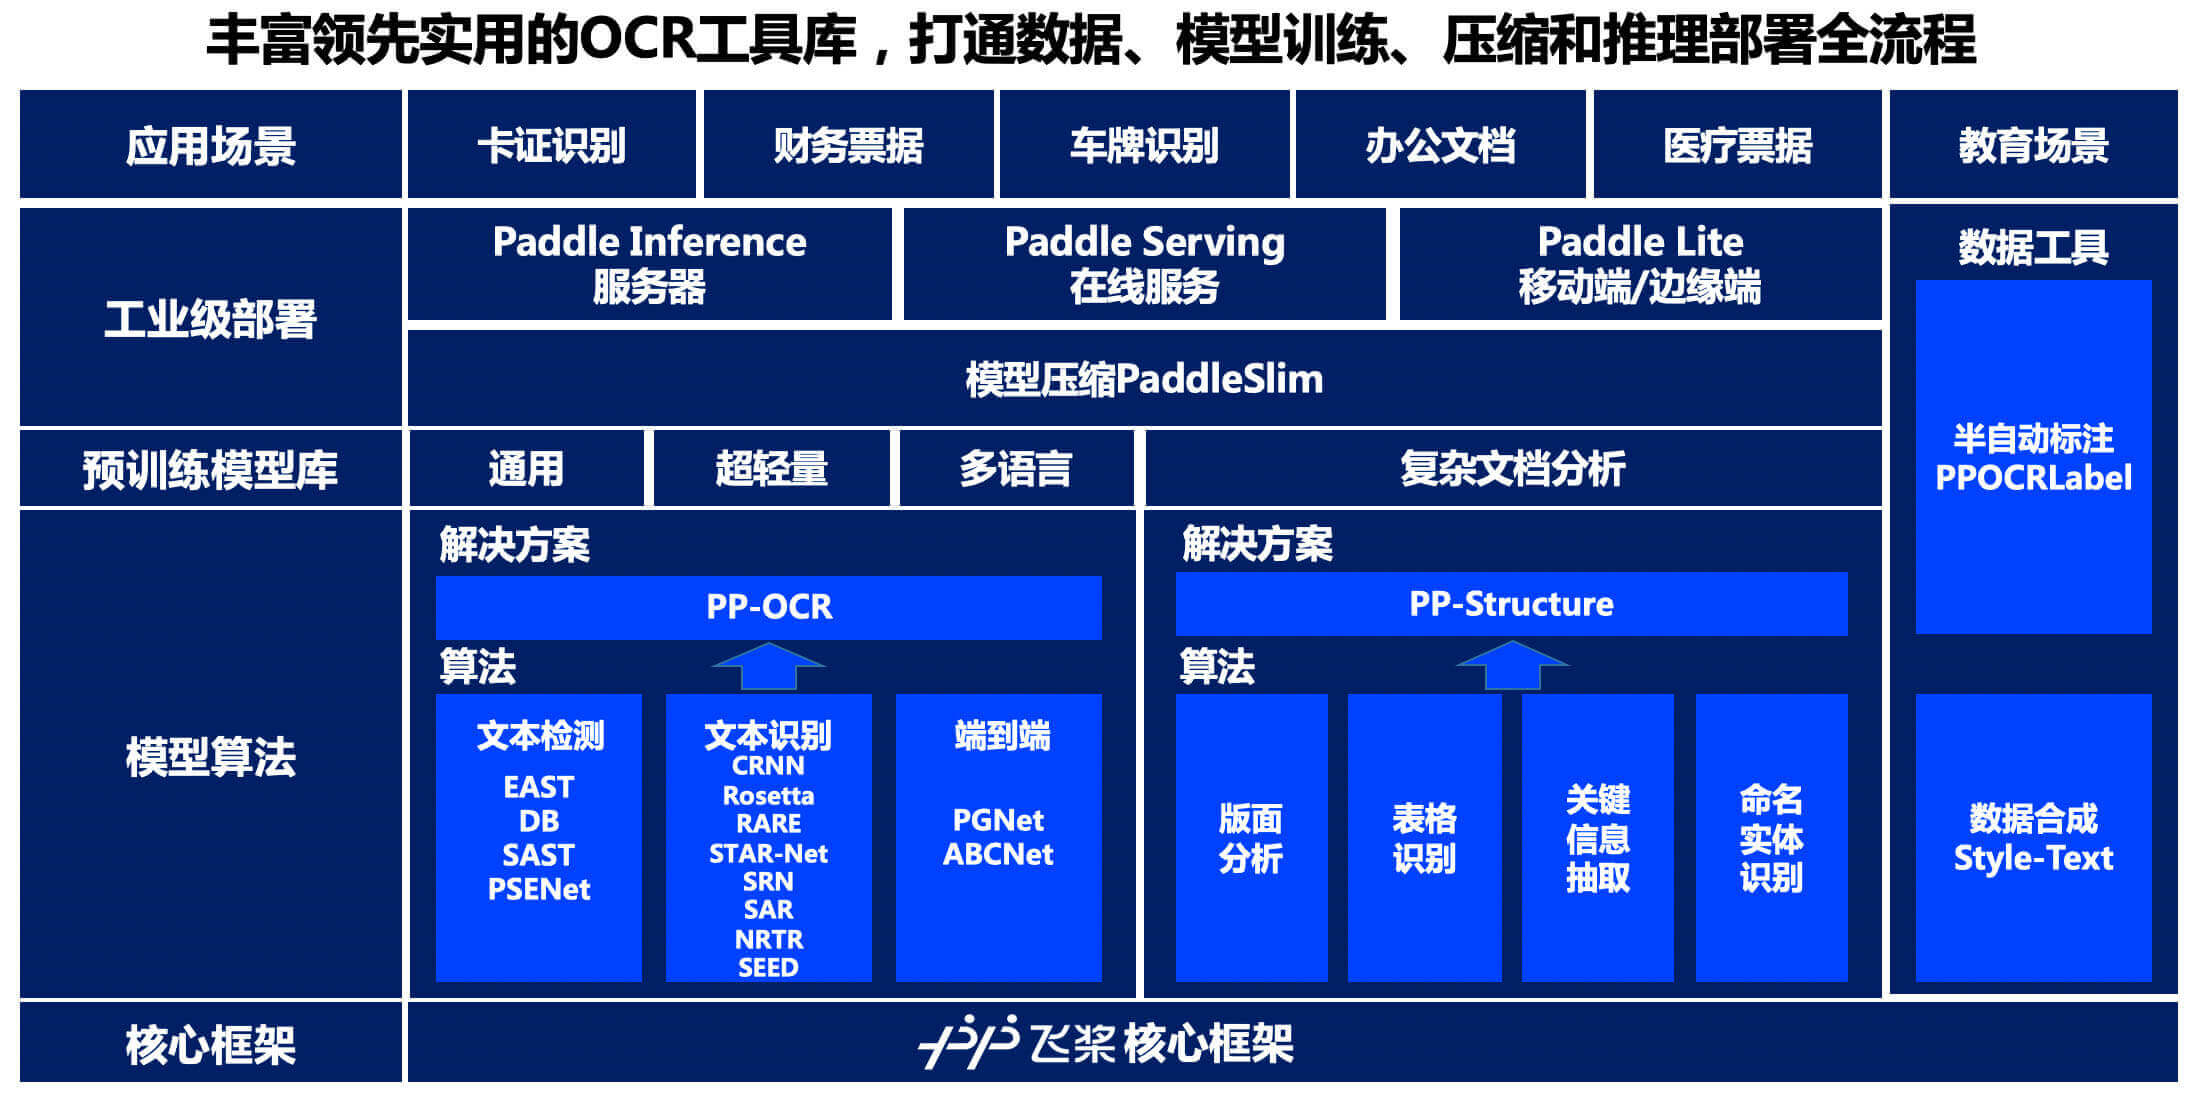 丰富领先实用的OCR工具库，打通数据、模型训练、压缩和推理部署全流程
应用场景
卡证识别
财务票据
车牌识别
办公文档
医疗票据
教育场景
工业级部署
Paddle Inference
服务器
Paddle Serving
在线服务
Paddle Lite
移动端/边缘端
模型压缩PaddleSlim
数据工具
半自动标注
PPOCRLabel
数据合成
Style-Text
预训练模型库
通用
超轻量
多语言
复杂文档分析
模型算法
解决方案
PP-OCR
算法
文本检测
EAST
DB
SAST
PSENet
文本识别
CRNN
Rosetta
RARE
STAR-Net
SRN
SAR
NRTR
SEED
端到端
PGNet
ABCNet
解决方案
PP-Structure
算法
版面
分析
表格
识别
关键
信息
抽取
命名
实体
识别
核心框架
飞桨 核心框架